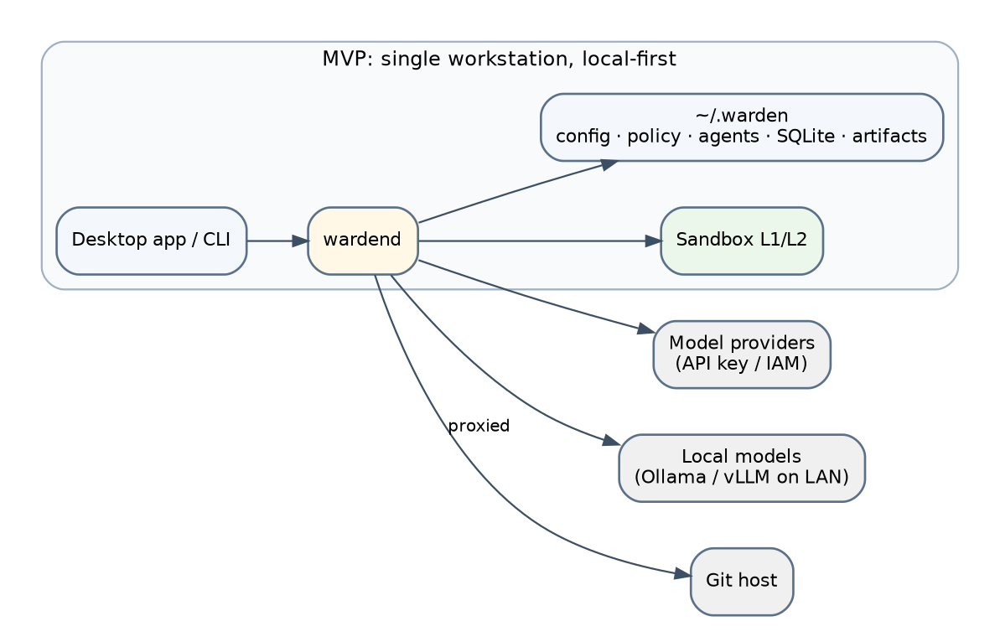 MVP: single workstation, local-first
~/.warden
config · policy · agents · SQLite · artifacts
Desktop app / CLI
wardend
Sandbox L1/L2
Model providers
(API key / IAM)
proxied
Local models
(Ollama / vLLM on LAN)
Git host